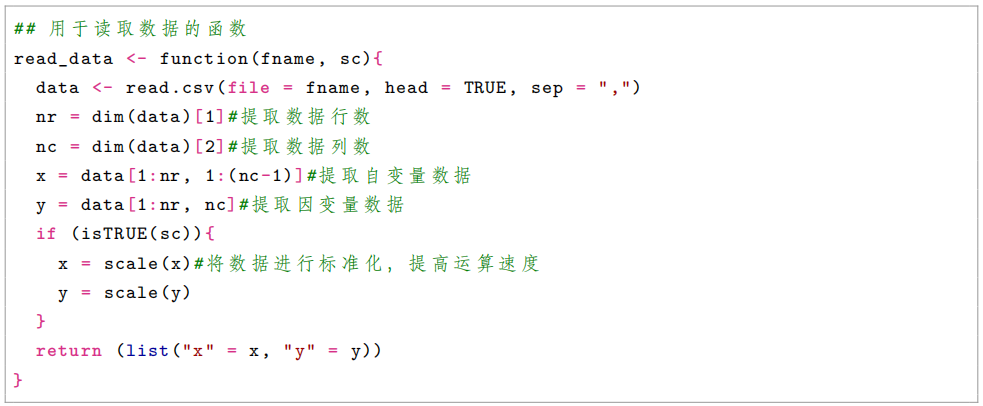 ## 用于读取数据的函数
read_data <- function(fname, sc){
  data <- read.csv(file = fname, head = TRUE, sep = ",")
  nr = dim(data)[1]#提取数据行数
  nc = dim(data)[2]#提取数据列数
  x = data[1:nr, 1:(nc-1)]#提取自变量数据
  y = data[1:nr, nc]#提取因变量数据
  if (isTRUE(sc)){
    x = scale(x)#将数据进行标准化，提高运算速度
    y = scale(y)
  }
  return (list("x" = x, "y" = y))
}